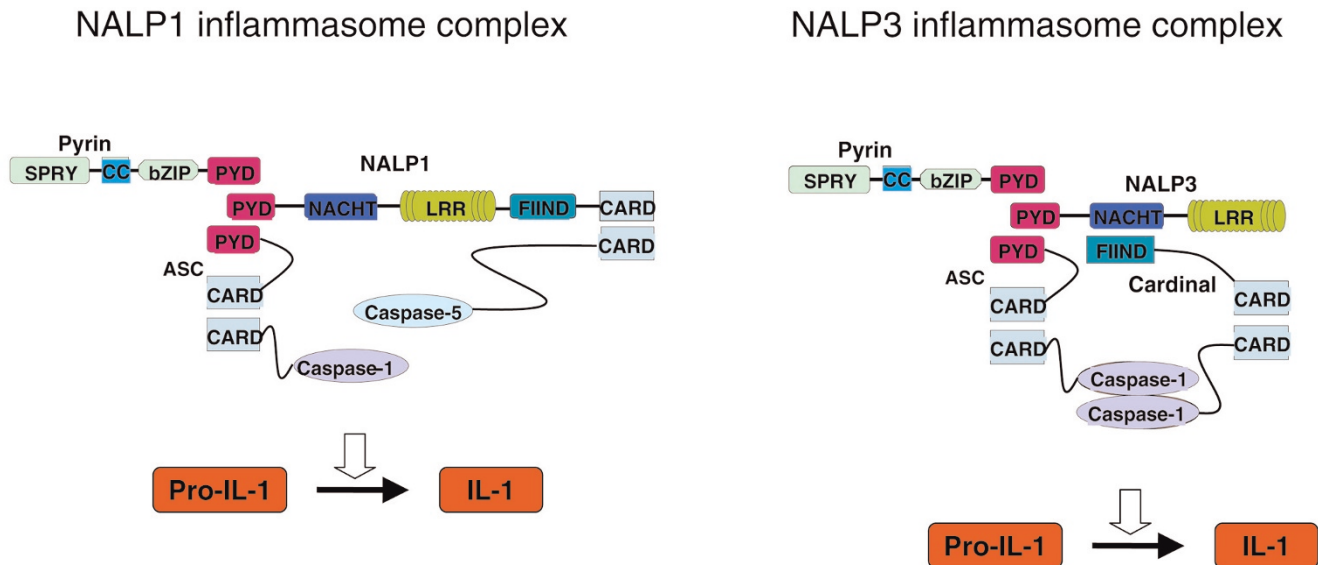 NALP1 inflammasome complex
Pyrin
NALP1
SPRY CC bZIP PYD
PYD NACHT LRR FIIND CARD
PYD CARD
ASC
CARD
Caspase-5
CARD
Caspase-1
Pro-IL-1 IL-1
NALP3 inflammasome complex
Pyrin
NALP3
SPRY CC bZIP PYD
PYD NACHT LRR
PYD FIIND
ASC
Cardinal
CARD CARD
CARD CARD
Caspase-1
Caspase-1
Pro-IL-1 IL-1